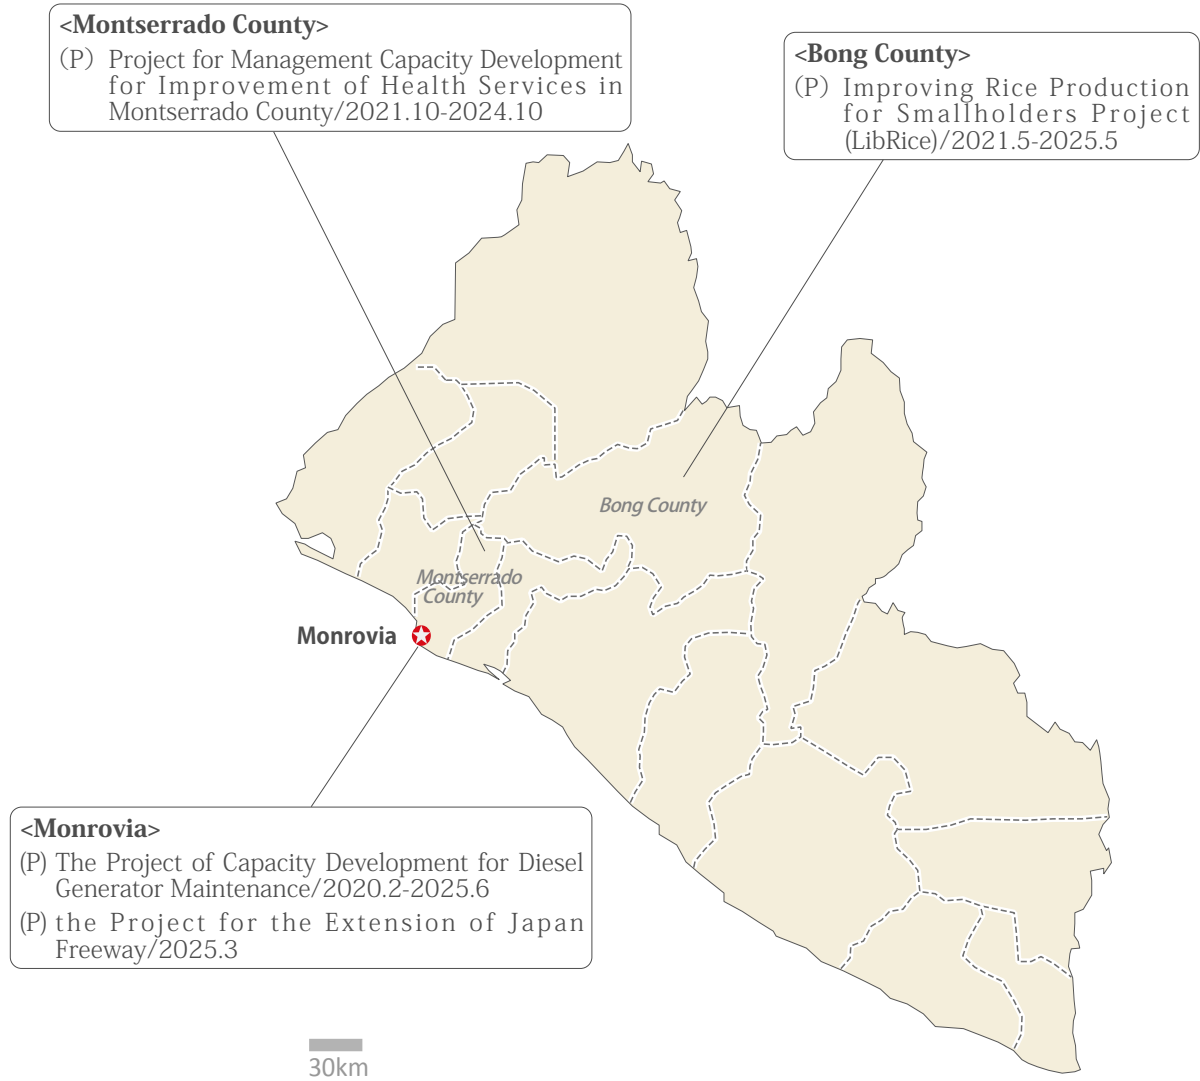 <Montserrado County>
(P) Project for Management Capacity Development
for Improvement of Health Services in
Montserrado County/2021.10-2024.10
<Bong County>
(P) Improving Rice Production
for Smallholders Project
(LibRice)/2021.5-2025.5
Bong County
Montserrado
County
Monrovia
<Monrovia>
(P) The Project of Capacity Development for Diesel
Generator Maintenance/2020.2-2025.6
(P) the Project for the Extension of Japan
Freeway/2025.3
30km